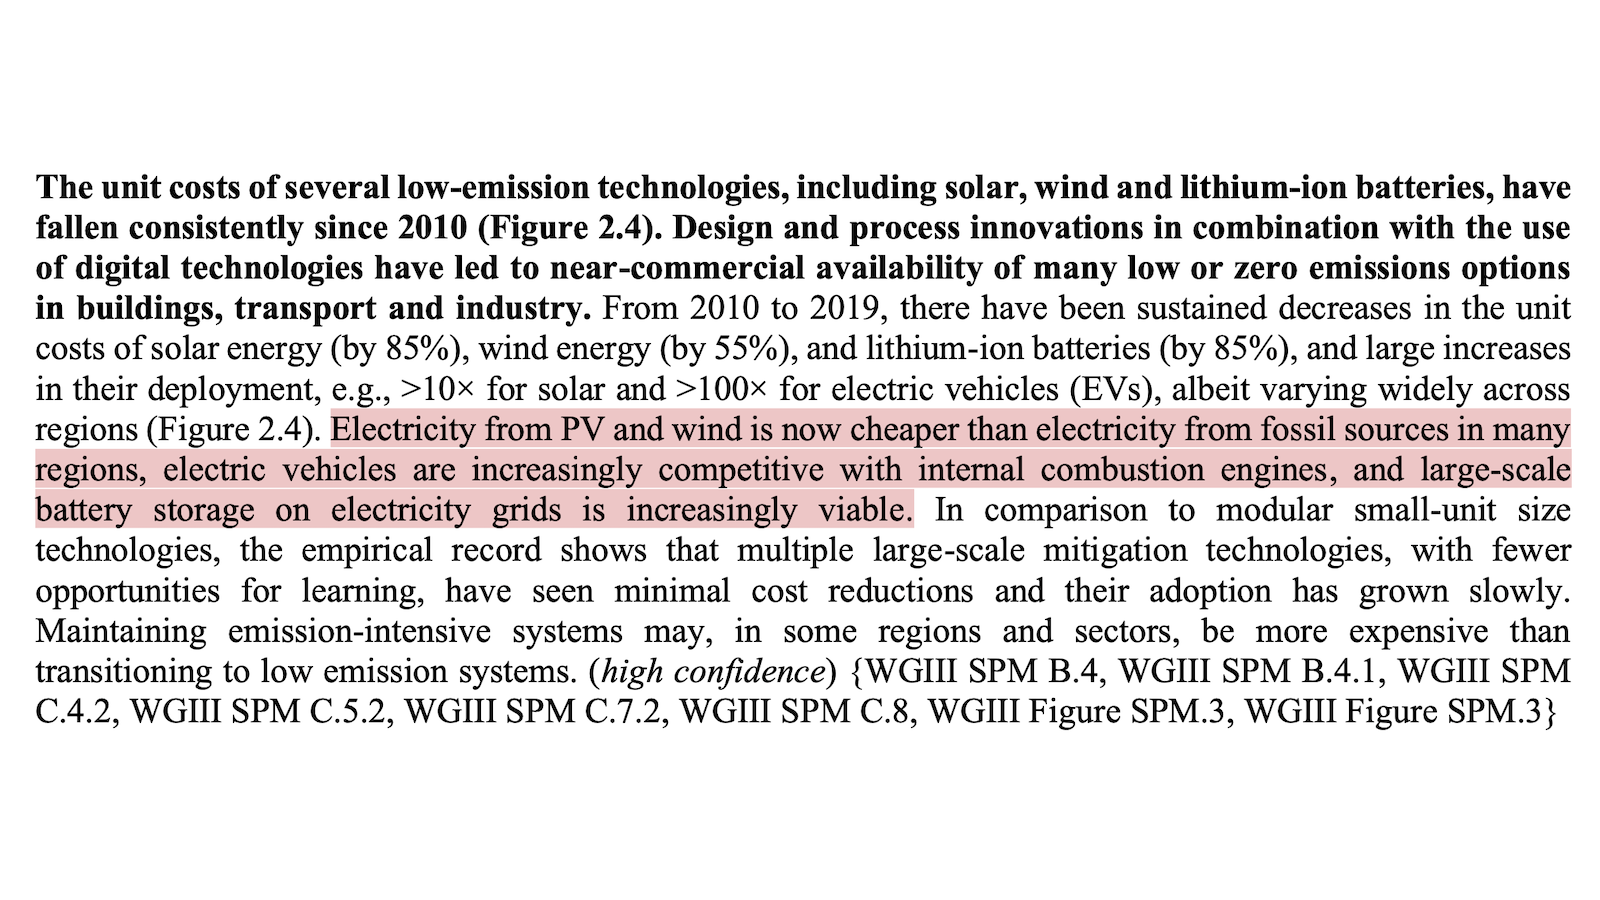 The unit costs of several low-emission technologies, including solar, wind and lithium-ion batteries, have
fallen consistently since 2010 (Figure 2.4). Design and process innovations in combination with the use
of digital technologies have led to near-commercial availability of many low or zero emissions options
in buildings, transport and industry. From 2010 to 2019, there have been sustained decreases in the unit
costs of solar energy (by 85%), wind energy (by 55%), and lithium-ion batteries (by 85%), and large increases
in their deployment, e.g., >10× for solar and >100× for electric vehicles (EVs), albeit varying widely across
regions (Figure 2.4). Electricity from PV and wind is now cheaper than electricity from fossil sources in many
regions, electric vehicles are increasingly competitive with internal combustion engines, and large-scale
battery storage on electricity grids is increasingly viable. In comparison to modular small-unit size
technologies, the empirical record shows that multiple large-scale mitigation technologies, with fewer
opportunities for learning, have seen minimal cost reductions and their adoption has grown slowly.
Maintaining emission-intensive systems may, in some regions and sectors, be more expensive than
transitioning to low emission systems. (high confidence) {WGIII SPM B.4, WGIII SPM B.4.1, WGIII SPM
C.4.2, WGIII SPM C.5.2, WGIII SPM C.7.2, WGIII SPM C.8, WGIII Figure SPM.3, WGIII Figure SPM.3}